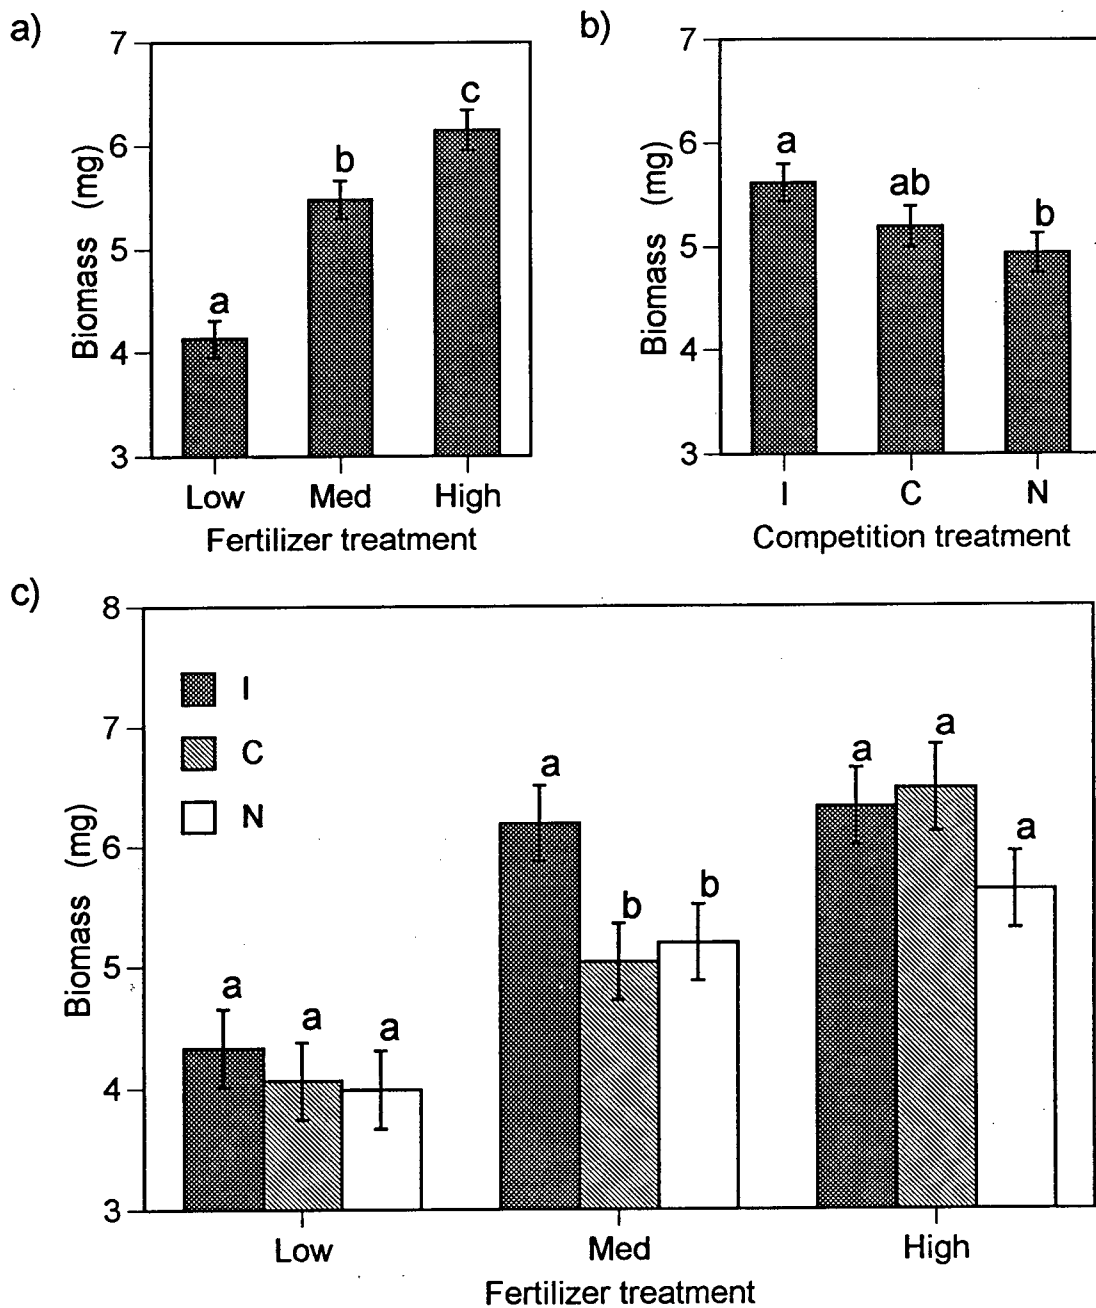 a)
7
6
5
4
3
Biomass (mg)
a
b
c
Low Med High
Fertilizer treatment
b)
7
6
5
4
3
Biomass (mg)
a
ab
b
I C N
Competition treatment
c)
8
7
6
5
4
3
Biomass (mg)
I
C
N
a a a
a b b
a a a
Low Med High
Fertilizer treatment